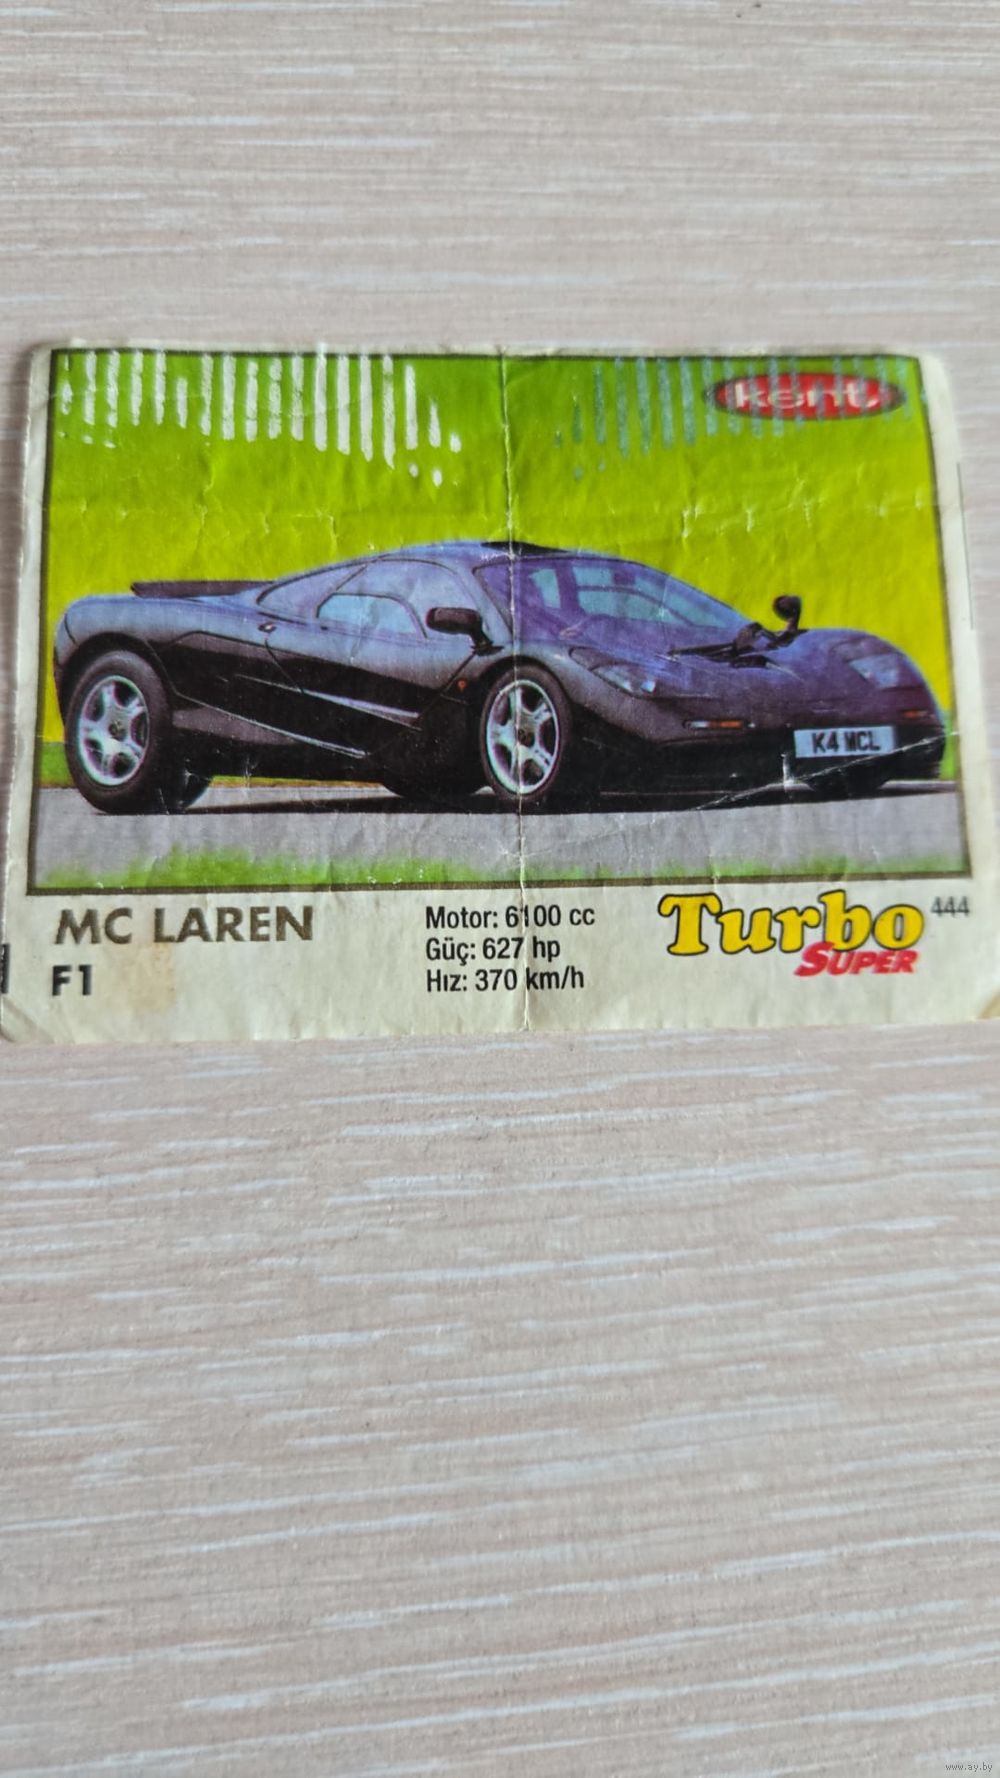 kent
K4 MCL
MC LAREN
F1
Motor: 6100 cc
Güç: 627 hp
Hız: 370 km/h
Turbo
SUPER
444
www.ay.by